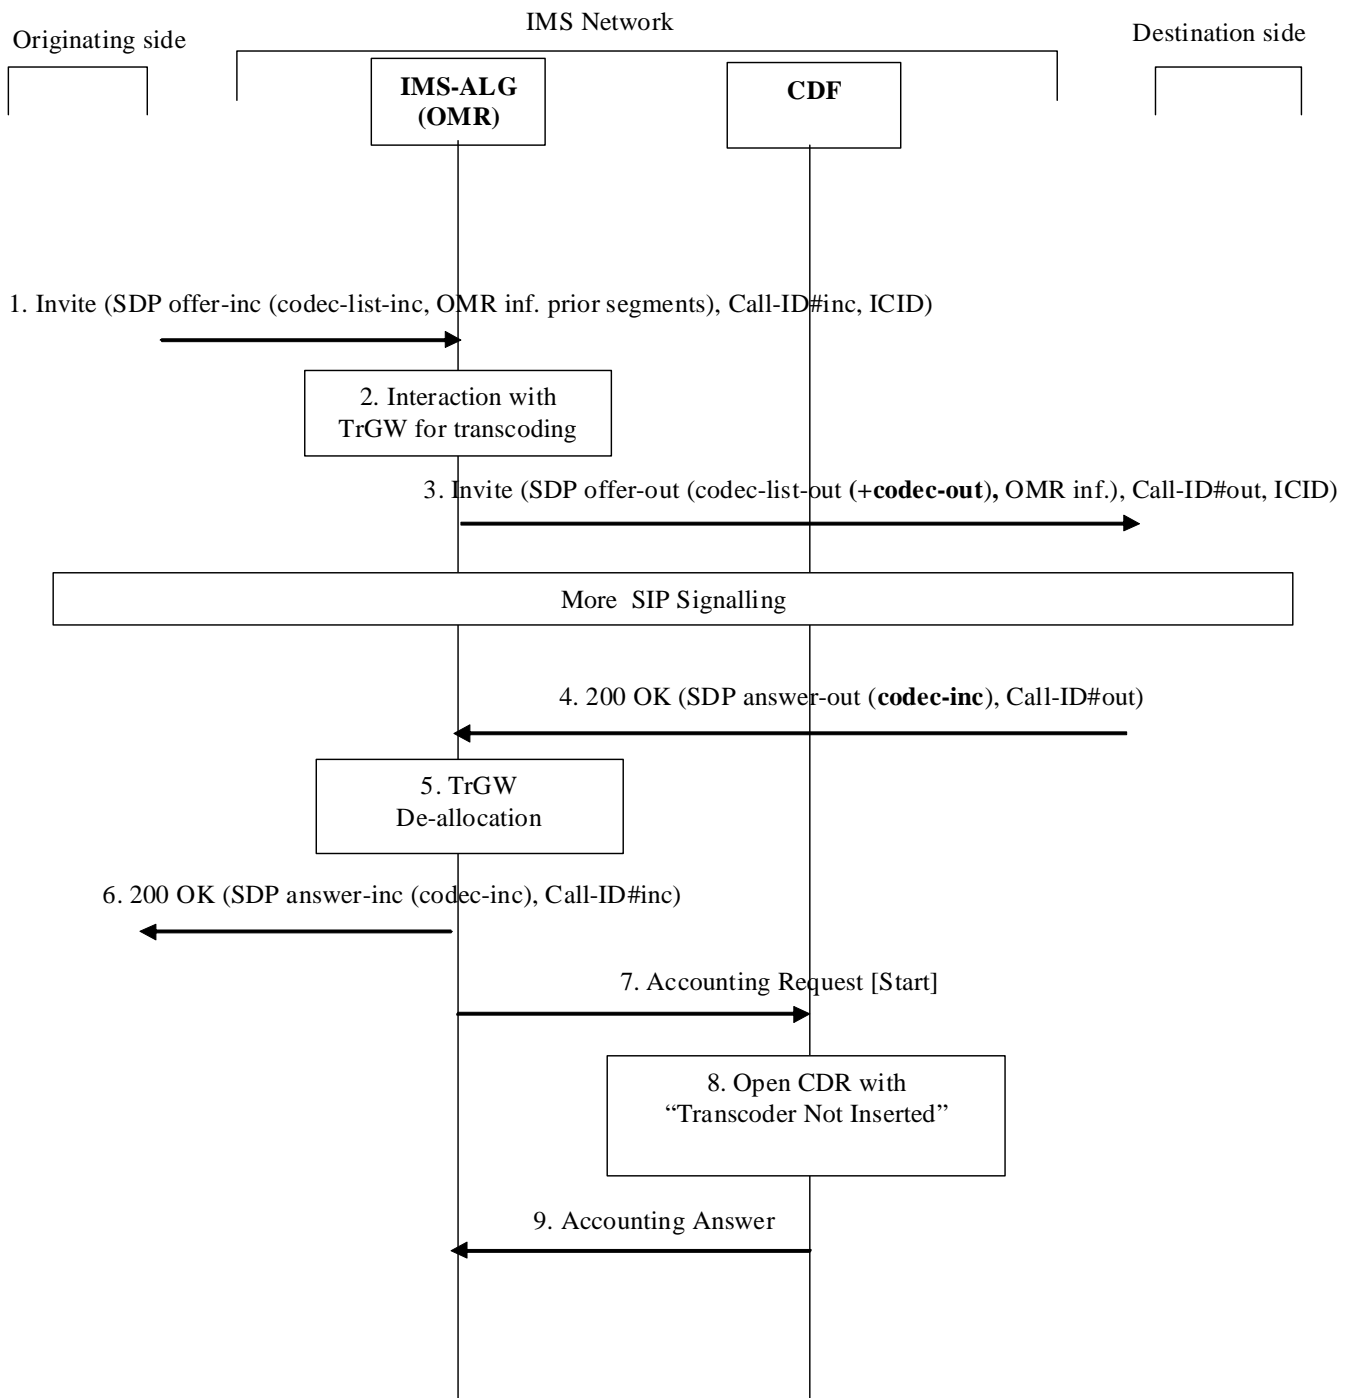 IMS Network
Originating side
Destination side
IMS-ALG
(OMR)
CDF
1. Invite (SDP offer-inc (codec-list-inc, OMR inf. prior segments), Call-ID#inc, ICID)
2. Interaction with
TrGW for transcoding
3. Invite (SDP offer-out (codec-list-out (+codec-out), OMR inf.), Call-ID#out, ICID)
More SIP Signalling
4. 200 OK (SDP answer-out (codec-inc), Call-ID#out)
5. TrGW
De-allocation
6. 200 OK (SDP answer-inc (codec-inc), Call-ID#inc)
7. Accounting Request [Start]
8. Open CDR with
“Transcoder Not Inserted”
9. Accounting Answer